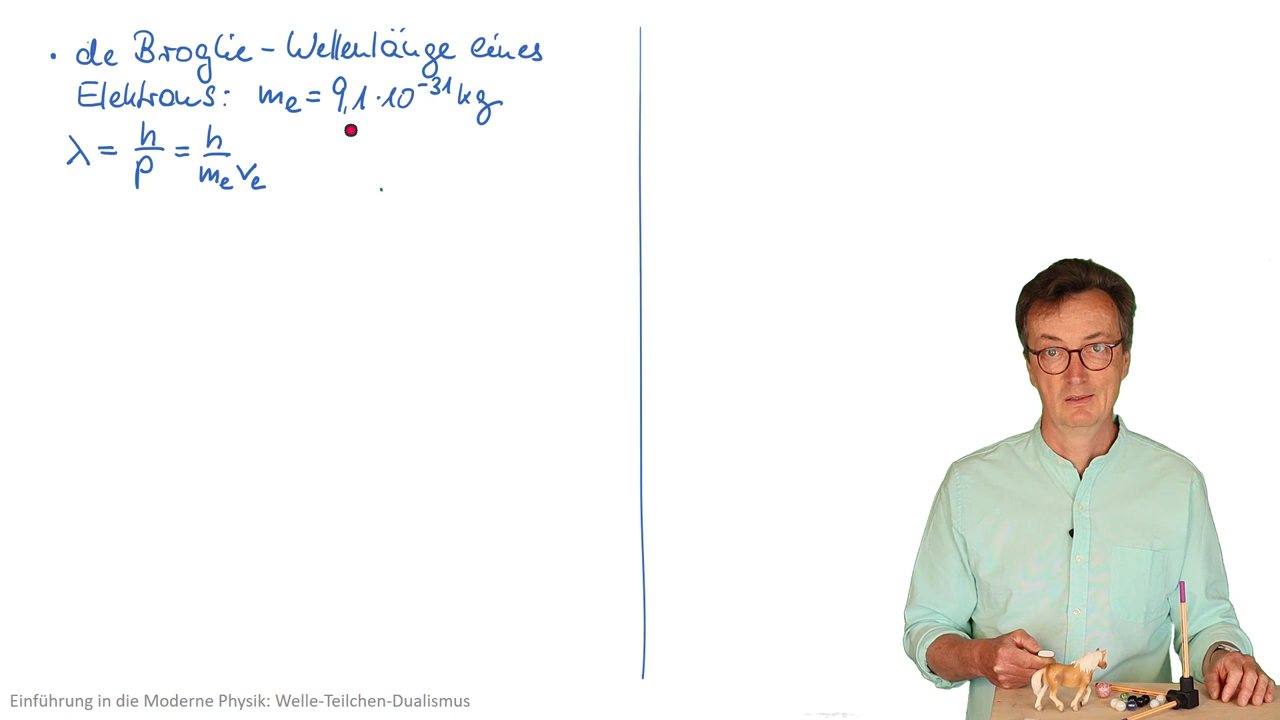 · de Broglie-Wellenlänge eines
Elektrons: mₑ = 9,1·10⁻³¹ kg
λ = h/p = h/(mₑvₑ)
Einführung in die Moderne Physik: Welle-Teilchen-Dualismus